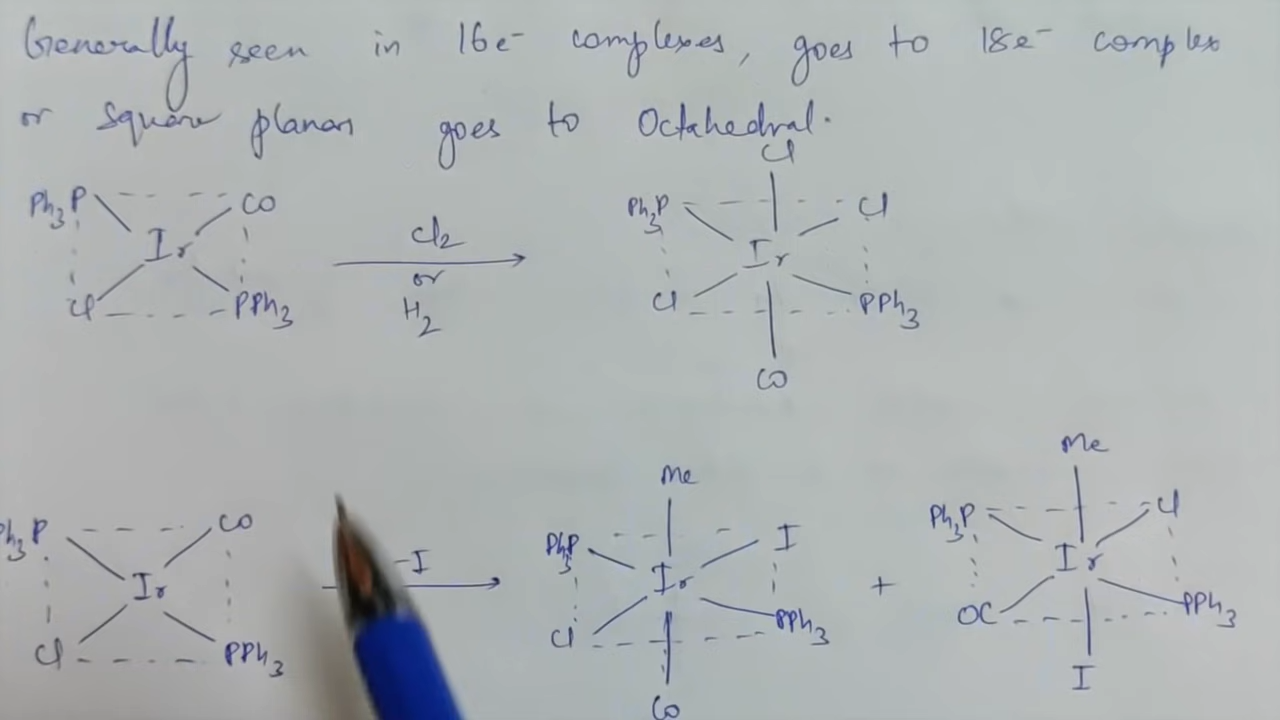 Generally seen in 16e⁻ complexes, goes to 18e⁻ complex
or square planar goes to Octahedral.
Cl
Ph₃P CO Cl₂ Ph₃P Cl
Ir or Ir
Cl PPh₃ H₂ Cl PPh₃
CO
Me
Me
Ph₃P CO Ph₃P I Ph₃P Cl
Ir -I Ir + Ir
Cl PPh₃ Cl PPh₃ OC PPh₃
CO I